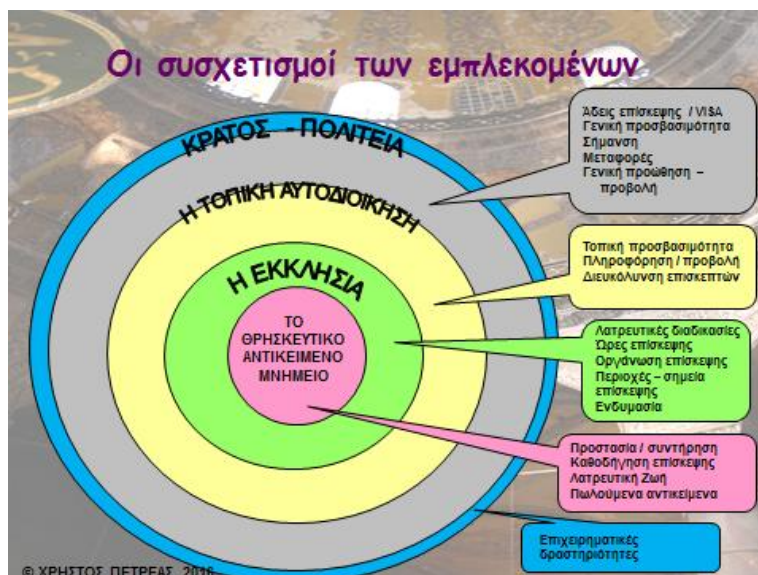 Οι συσχετισμοί των εμπλεκομένων
ΚΡΑΤΟΣ - ΠΟΛΙΤΕΙΑ
Η ΤΟΠΙΚΗ ΑΥΤΟΔΙΟΙΚΗΣΗ
Η ΕΚΚΛΗΣΙΑ
ΤΟ
ΘΡΗΣΚΕΥΤΙΚΟ
ΑΝΤΙΚΕΙΜΕΝΟ
ΜΝΗΜΕΙΟ
Άδεις επίσκεψης / VISA
Γενική προσβασιμότητα
Σήμανση
Μεταφορές
Γενική προώθηση –
προβολή
Τοπική προσβασιμότητα
Πληροφόρηση / προβολή
Διευκόλυνση επισκεπτών
Λατρευτικές διαδικασίες
Ώρες επίσκεψης
Οργάνωση επίσκεψης
Περιοχές – σημεία
επίσκεψης
Ενδυμασία
Προστασία / συντήρηση
Καθοδήγηση επίσκεψης
Λατρευτική Ζωή
Πωλούμενα αντικείμενα
Επιχειρηματικές
δραστηριότητες
© ΧΡΗΣΤΟΣ ΠΕΤΡΕΑΣ 2016